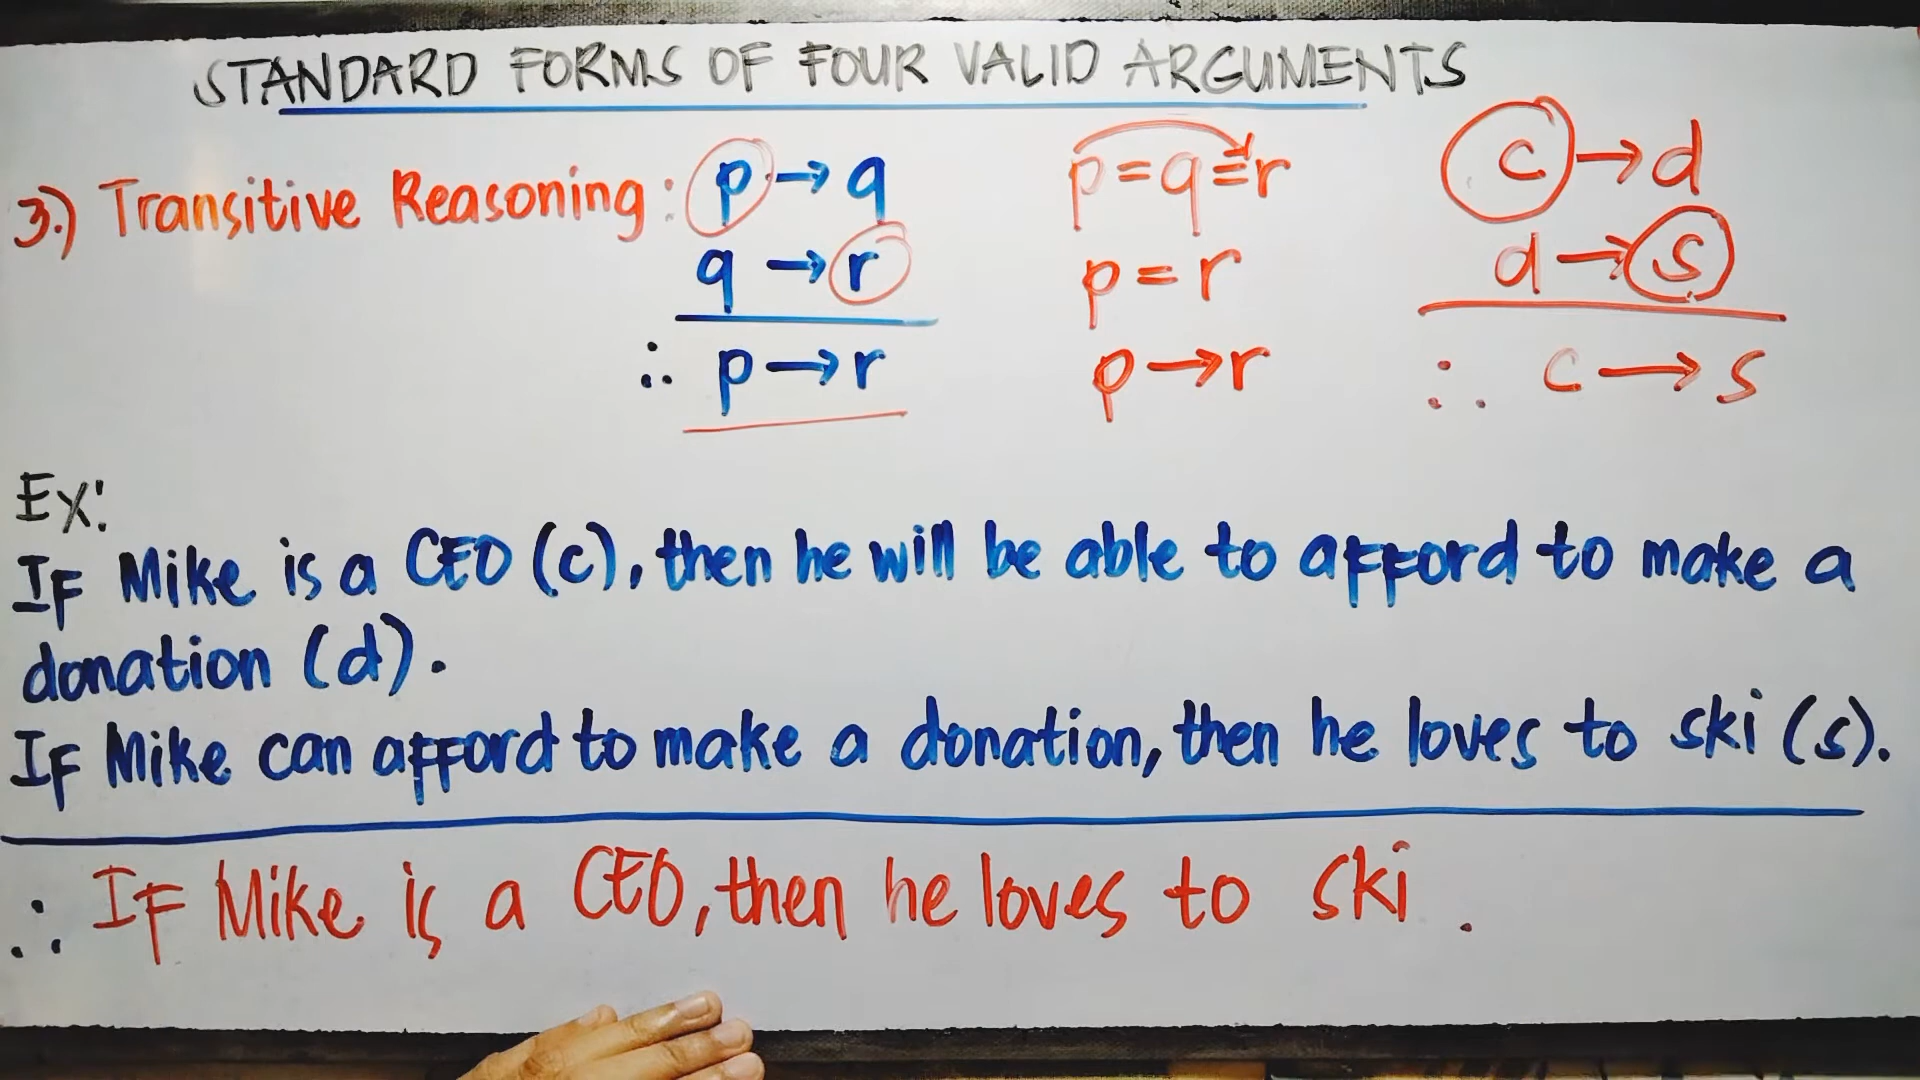 STANDARD FORMS OF FOUR VALID ARGUMENTS
3.) Transitive Reasoning: p → q
q → r
∴ p → r
p = q = r
p = r
p → r
c → d
d → s
∴ c → s
Ex:
If Mike is a CEO (c), then he will be able to afford to make a
donation (d).
If Mike can afford to make a donation, then he loves to ski (s).
∴ If Mike is a CEO, then he loves to ski.